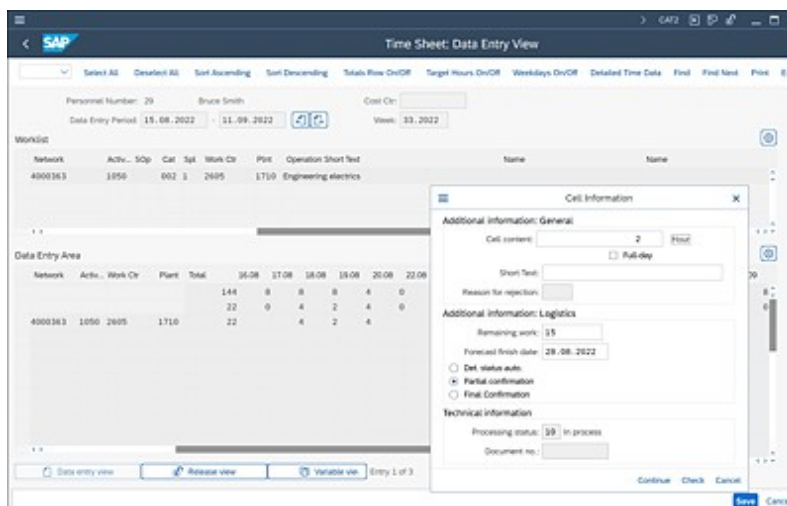 CAT2
SAP Time Sheet: Data Entry View
Select All Deselect All Sort Ascending Sort Descending Totals Row On/Off Target Hours On/Off Weekdays On/Off Detailed Time Data Find Find Next Print E
Personnel Number: 29 Bruce Smith Cost Ctr:
Data Entry Period: 15.08.2022 - 11.09.2022 Week: 33.2022
Worklist
Network Activ... SOp Cat Spl. Work Ctr Plnt Operation Short Text Name Name
4000363 1050 002 1 2605 1710 Engineering electrics
Cell Information
Additional information: General
Cell content: 2 Hour
Full-day
Short Text:
Reason for rejection:
Additional information: Logistics
Remaining work: 15
Forecast finish date: 28.08.2022
Det. status auto.
Partial confirmation
Final Confirmation
Technical information
Processing status: 10 In process
Document no.:
Continue Check Cancel
Data Entry Area
Network Activ... Work Ctr Plant Total 16.08 17.08 18.08 19.08 20.08 22.08 09
144 8 8 8 4 0 8
22 0 4 2 4 0 0
4000363 1050 2605 1710 22 4 2 4
Data entry view Release view Variable vie Entry 1 of 3
Save Cance